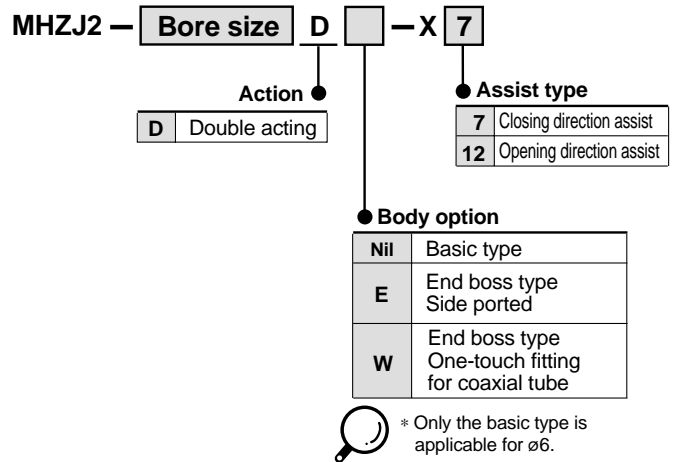 MHZJ2 — Bore size D — X 7
Action
D Double acting
Assist type
7 Closing direction assist
12 Opening direction assist
Body option
Nil Basic type
E End boss type
Side ported
W End boss type
One-touch fitting
for coaxial tube
* Only the basic type is
applicable for ø6.